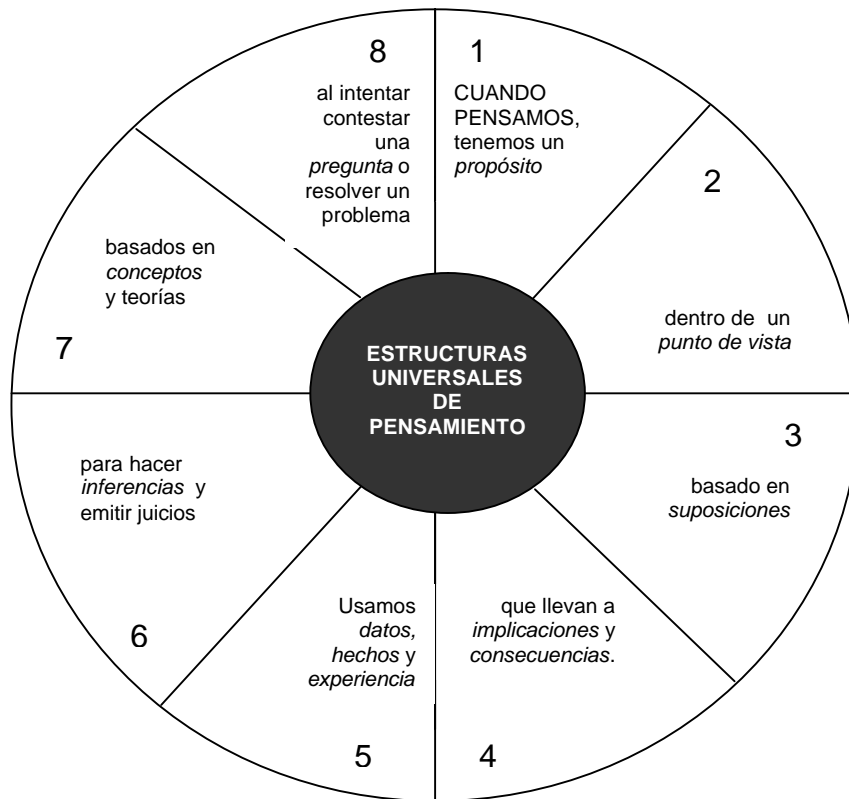 1
CUANDO
PENSAMOS,
tenemos un
propósito
2
dentro de un
punto de vista
3
basado en
suposiciones
4
que llevan a
implicaciones y
consecuencias.
5
Usamos
datos,
hechos y
experiencia
6
para hacer
inferencias y
emitir juicios
7
basados en
conceptos
y teorías
8
al intentar
contestar
una
pregunta o
resolver un
problema
ESTRUCTURAS
UNIVERSALES
DE
PENSAMIENTO